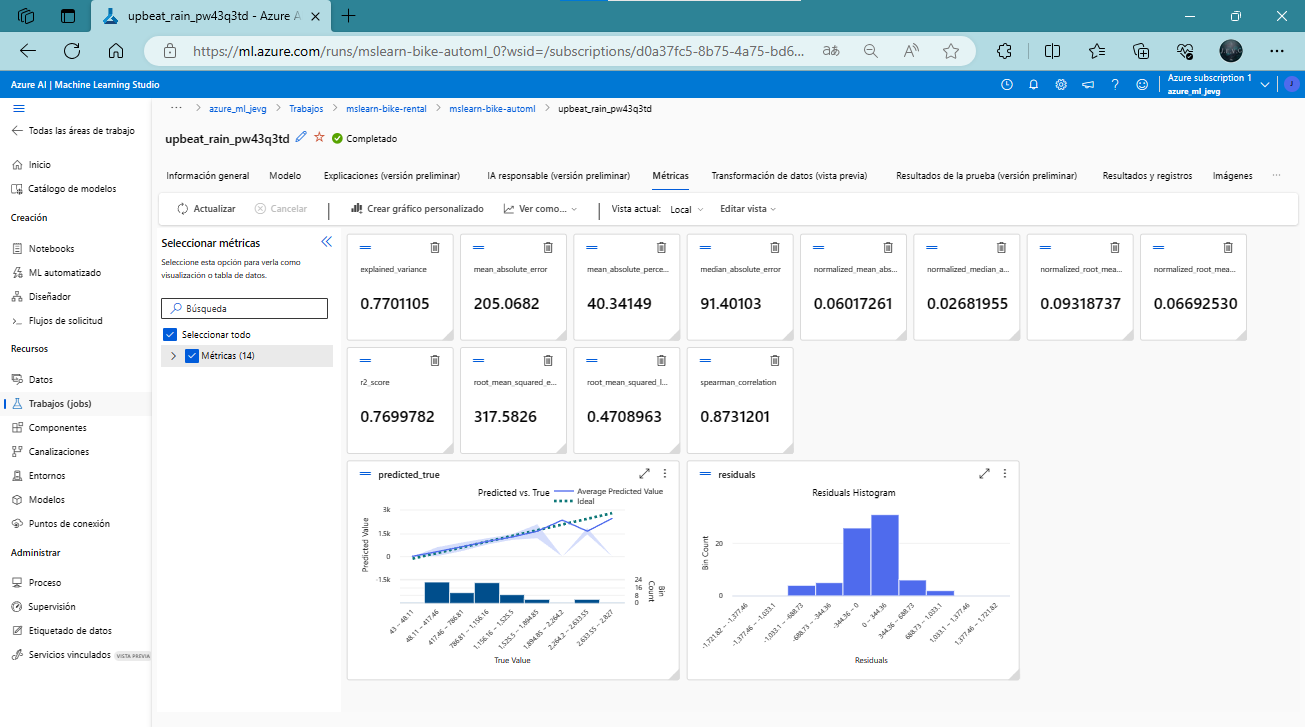 upbeat_rain_pw43q3td - Azure A
https://ml.azure.com/runs/mslearn-bike-automl_0?wsid=/subscriptions/d0a37fc5-8b75-4a75-bd6...
Azure AI | Machine Learning Studio
Azure subscription 1
azure_ml_jevg
J
Todas las áreas de trabajo
Inicio
Catálogo de modelos
Creación
Notebooks
ML automatizado
Diseñador
Flujos de solicitud
Recursos
Datos
Trabajos (jobs)
Componentes
Canalizaciones
Entornos
Modelos
Puntos de conexión
Administrar
Proceso
Supervisión
Etiquetado de datos
Servicios vinculados VISTA PREVIA
... > azure_ml_jevg > Trabajos > mslearn-bike-rental > mslearn-bike-automl > upbeat_rain_pw43q3td
upbeat_rain_pw43q3td Completado
Información general Modelo Explicaciones (versión preliminar) IA responsable (versión preliminar) Métricas Transformación de datos (vista previa) Resultados de la prueba (versión preliminar) Resultados y registros Imágenes ...
Actualizar Cancelar | Crear gráfico personalizado Ver como... | Vista actual: Local Editar vista
Seleccionar métricas
Seleccione esta opción para verla como
visualización o tabla de datos.
Búsqueda
Seleccionar todo
Métricas (14)
explained_variance
0.7701105
mean_absolute_error
205.0682
mean_absolute_perce...
40.34149
median_absolute_error
91.40103
normalized_mean_abs...
0.06017261
normalized_median_a...
0.02681955
normalized_root_mea...
0.09318737
normalized_root_mea...
0.06692530
r2_score
0.7699782
root_mean_squared_e...
317.5826
root_mean_squared_l...
0.4708963
spearman_correlation
0.8731201
predicted_true
Predicted vs. True
Average Predicted Value
Ideal
Predicted Value
3k
1.5k
0
-1.5k
24
16
8
0
Bin
Count
43 – 48.11
48.11 – 417.46
417.46 – 786.81
786.81 – 1,156.16
1,156.16 – 1,525.5
1,525.5 – 1,894.85
1,894.85 – 2,264.2
2,264.2 – 2,633.55
2,633.55 – 2,827
True Value
residuals
Residuals Histogram
Bin Count
20
0
-1,721.82 – -1,377.46
-1,377.46 – -1,033.1
-1,033.1 – -688.73
-688.73 – -344.36
-344.36 – 0
0 – 344.36
344.36 – 688.73
688.73 – 1,033.1
1,033.1 – 1,377.46
1,377.46 – 1,721.82
Residuals